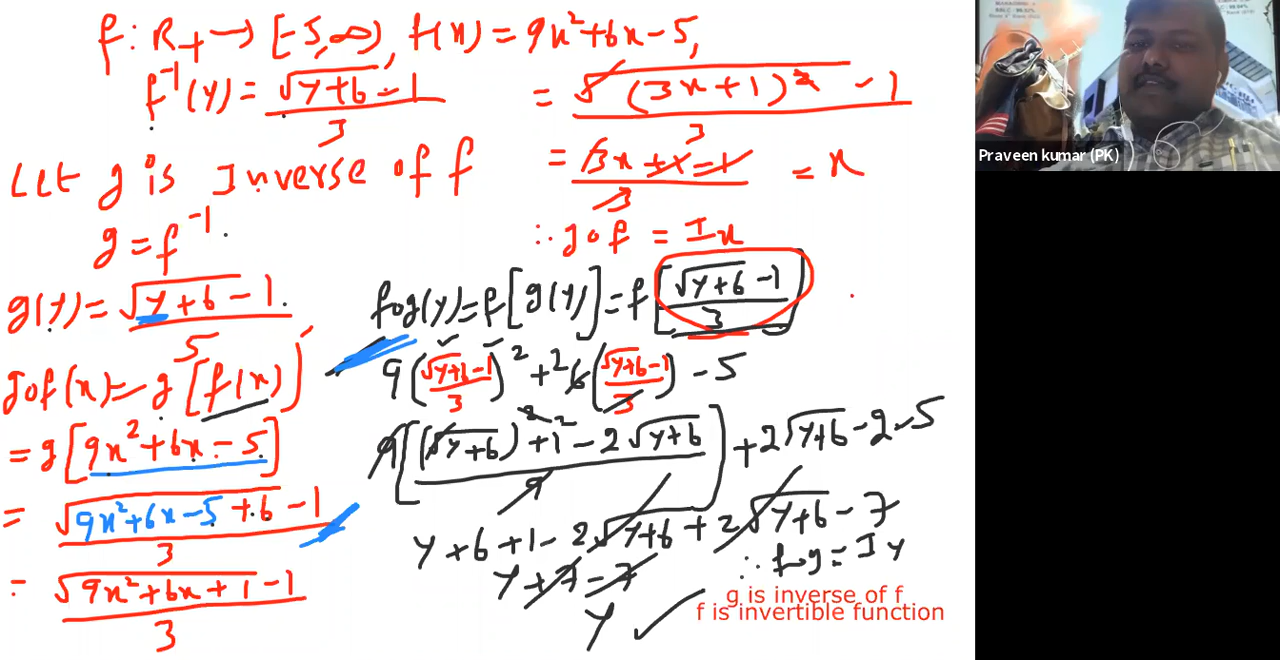 f : R+ → [-5, ∞), f(x) = 9x²+6x-5,
f⁻¹(y) = (√(y+6) - 1)/3
Let g is Inverse of f
g = f⁻¹
g(y) = (√(y+6) - 1)/5
gof(x) = g[f(x)]
= g[9x²+6x-5]
= (√(9x²+6x-5+6) - 1)/3
= (√(9x²+6x+1) - 1)/3
= (√(3x+1)² - 1)/3
= (3x+1-1)/3 = x
∴ gof = Ix
fog(y) = f[g(y)] = f[(√(y+6) - 1)/3]
9((√(y+6) - 1)/3)² + 6((√(y+6) - 1)/3) - 5
9[((√(y+6))² + 1² - 2√(y+6))/9] + 2√(y+6) - 2 - 5
y+6+1-2√(y+6) + 2√(y+6) - 7
y+7-7
∴ fog = Iy
y ✓
g is inverse of f
f is invertible function
Praveen kumar (PK)